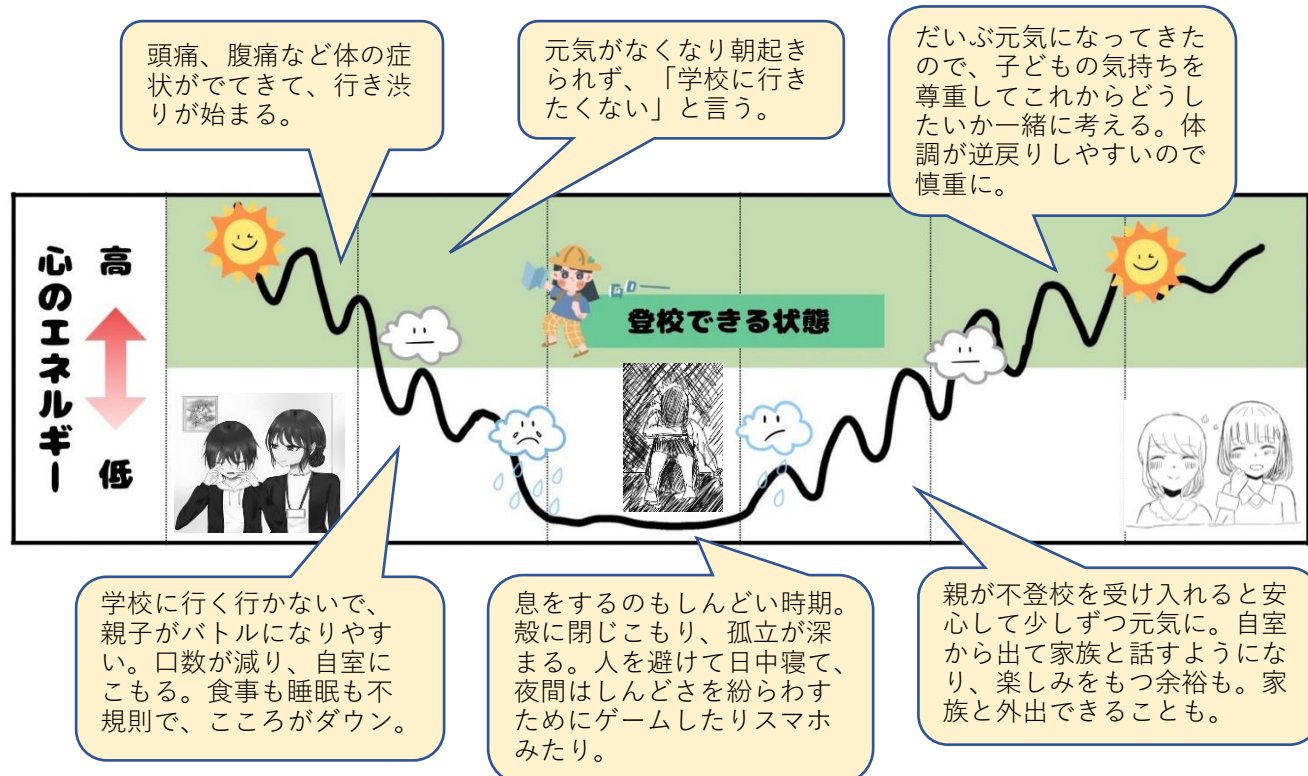 頭痛、腹痛など体の症
状がでてきて、行き渋
りが始まる。
元気がなくなり朝起き
られず、「学校に行き
たくない」と言う。
だいぶ元気になってきた
ので、子どもの気持ちを
尊重してこれからどうし
たいか一緒に考える。体
調が逆戻りしやすいので
慎重に。
心のエネルギー
高
低
登校できる状態
学校に行く行かないで、
親子がバトルになりやす
い。口数が減り、自室に
こもる。食事も睡眠も不
規則で、こころがダウン。
息をするのもしんどい時期。
殻に閉じこもり、孤立が深
まる。人を避けて日中寝て、
夜間はしんどさを紛らわす
ためにゲームしたりスマホ
みたり。
親が不登校を受け入れると安
心して少しずつ元気に。自室
から出て家族と話すようにな
り、楽しみをもつ余裕も。家
族と外出できることも。